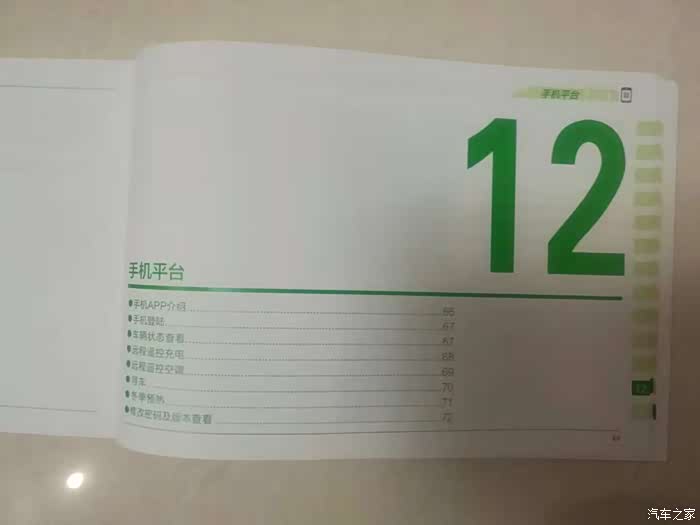 手机平台
12
手机平台
●手机APP介绍 66
●手机登陆 67
●车辆状态查看 67
●远程遥控充电 68
●远程遥控空调 69
●寻车 70
●冬季预热 71
●修改密码及版本查看 72
12
汽车之家